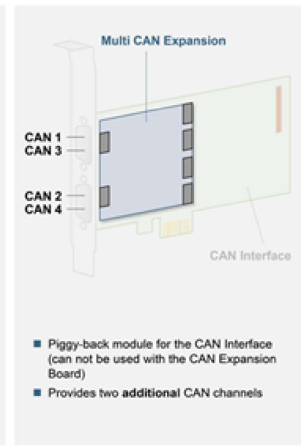 Multi CAN Expansion
CAN 1
CAN 3
CAN 2
CAN 4
CAN Interface
Piggy-back module for the CAN Interface
(can not be used with the CAN Expansion
Board)
Provides two additional CAN channels